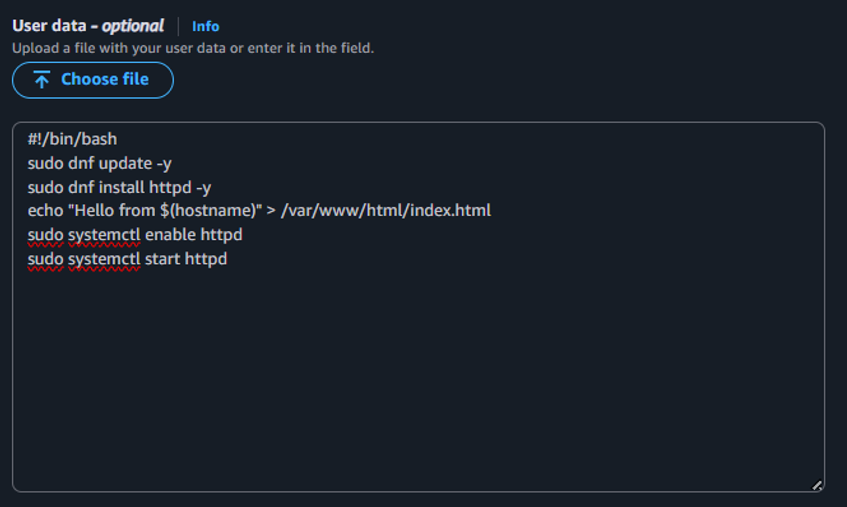 User data - optional Info
Upload a file with your user data or enter it in the field.
Choose file
#!/bin/bash
sudo dnf update -y
sudo dnf install httpd -y
echo "Hello from $(hostname)" > /var/www/html/index.html
sudo systemctl enable httpd
sudo systemctl start httpd